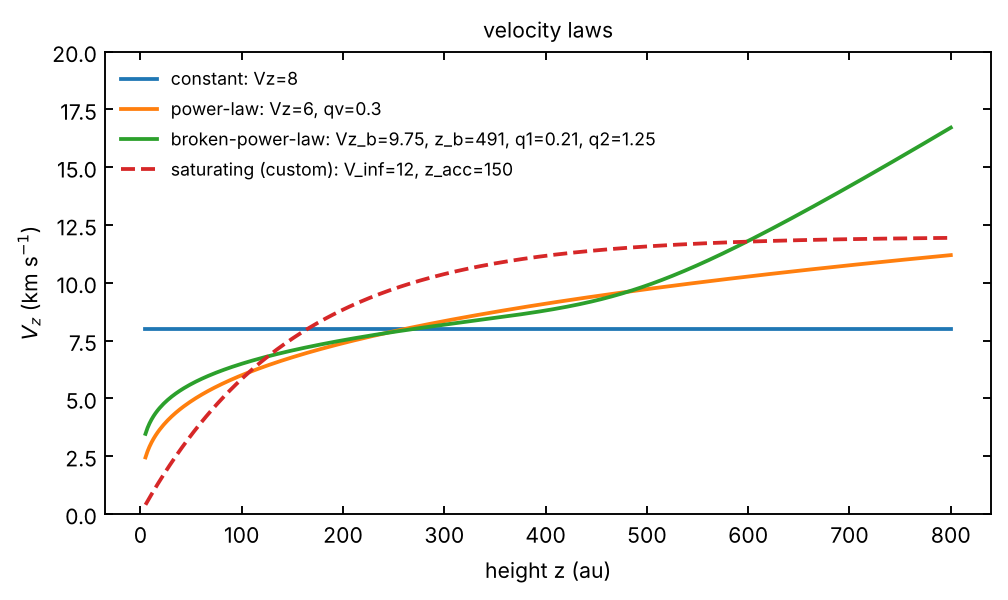 velocity laws
constant: Vz=8
power-law: Vz=6, qv=0.3
broken-power-law: Vz_b=9.75, z_b=491, q1=0.21, q2=1.25
saturating (custom): V_inf=12, z_acc=150
20.0
17.5
15.0
12.5
10.0
7.5
5.0
2.5
0.0
V_z (km s⁻¹)
0 100 200 300 400 500 600 700 800
height z (au)